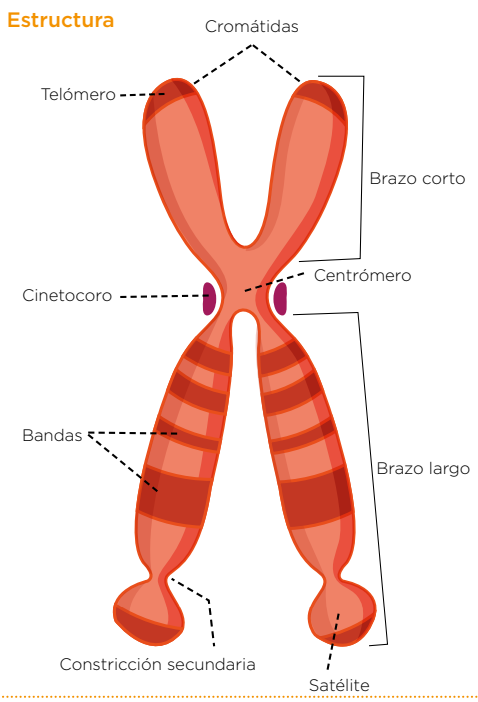 Estructura
Cromátidas
Telómero
Brazo corto
Centrómero
Cinetocoro
Bandas
Brazo largo
Constricción secundaria
Satélite